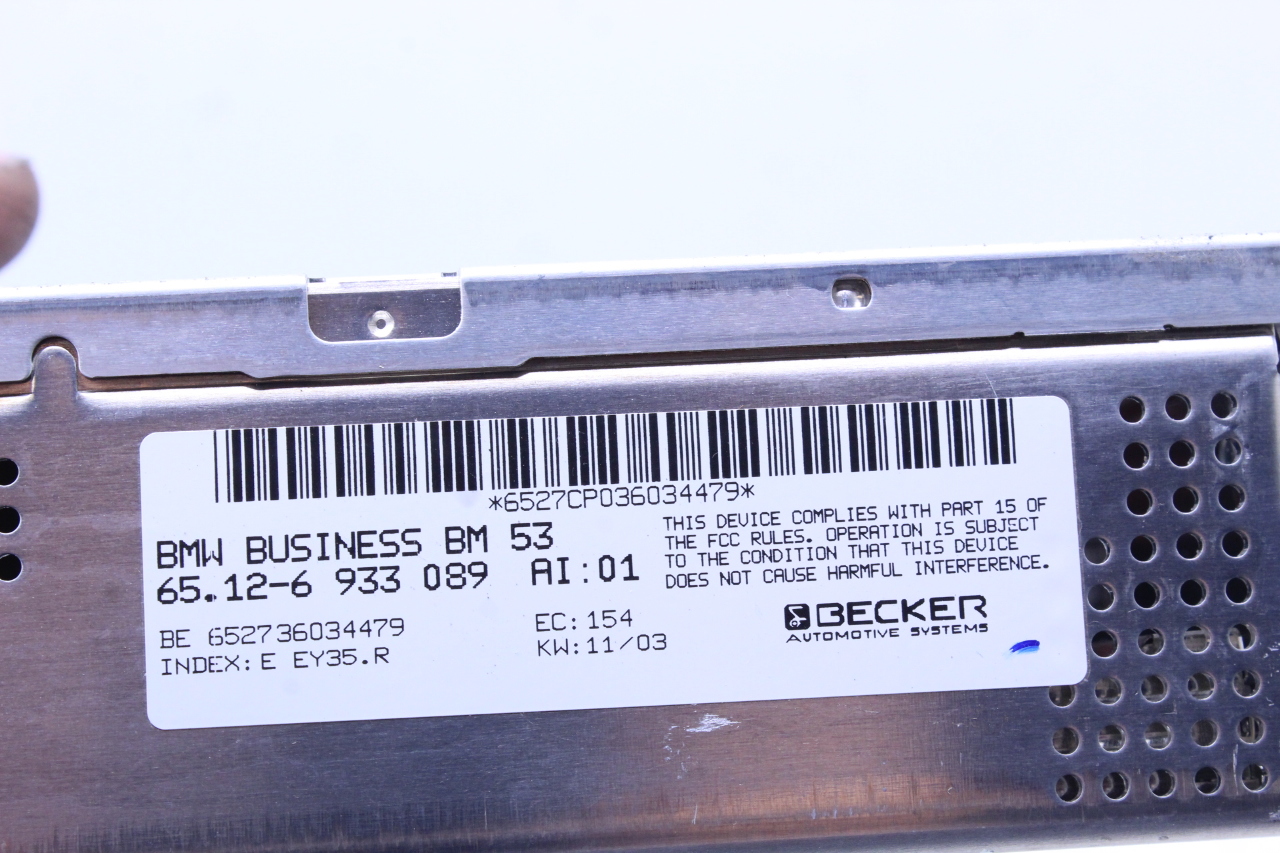 *6527CP036034479*
BMW BUSINESS BM 53
65.12-6 933 089 AI:01
BE 652736034479
INDEX: E EY35.R
EC: 154
KW: 11/03
THIS DEVICE COMPLIES WITH PART 15 OF
THE FCC RULES. OPERATION IS SUBJECT
TO THE CONDITION THAT THIS DEVICE
DOES NOT CAUSE HARMFUL INTERFERENCE.
BECKER
AUTOMOTIVE SYSTEMS